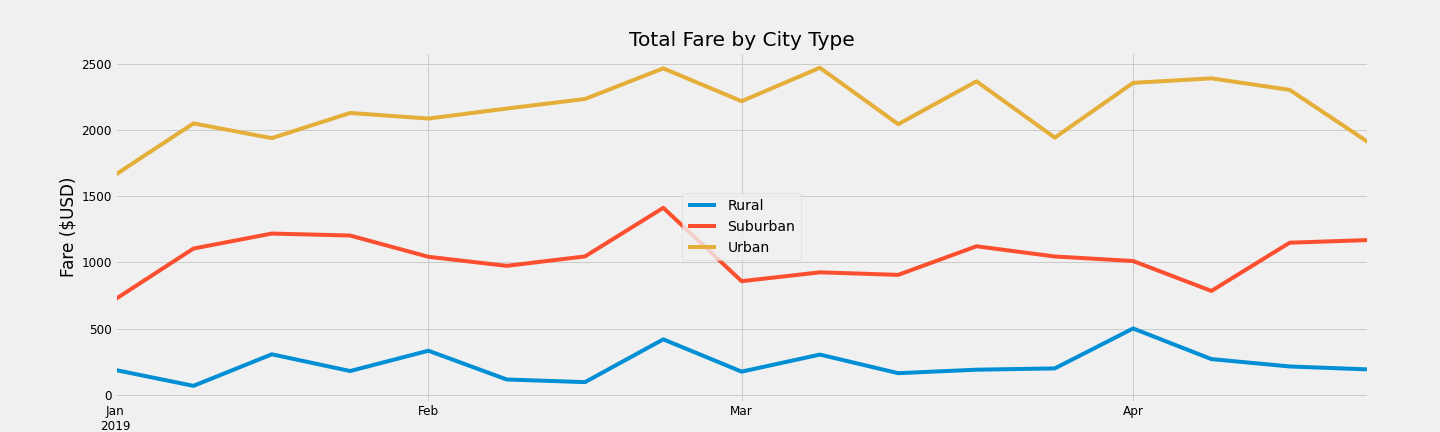 Total Fare by City Type
Fare ($USD)
2500
2000
1500
1000
500
0
Rural
Suburban
Urban
Jan
2019
Feb
Mar
Apr